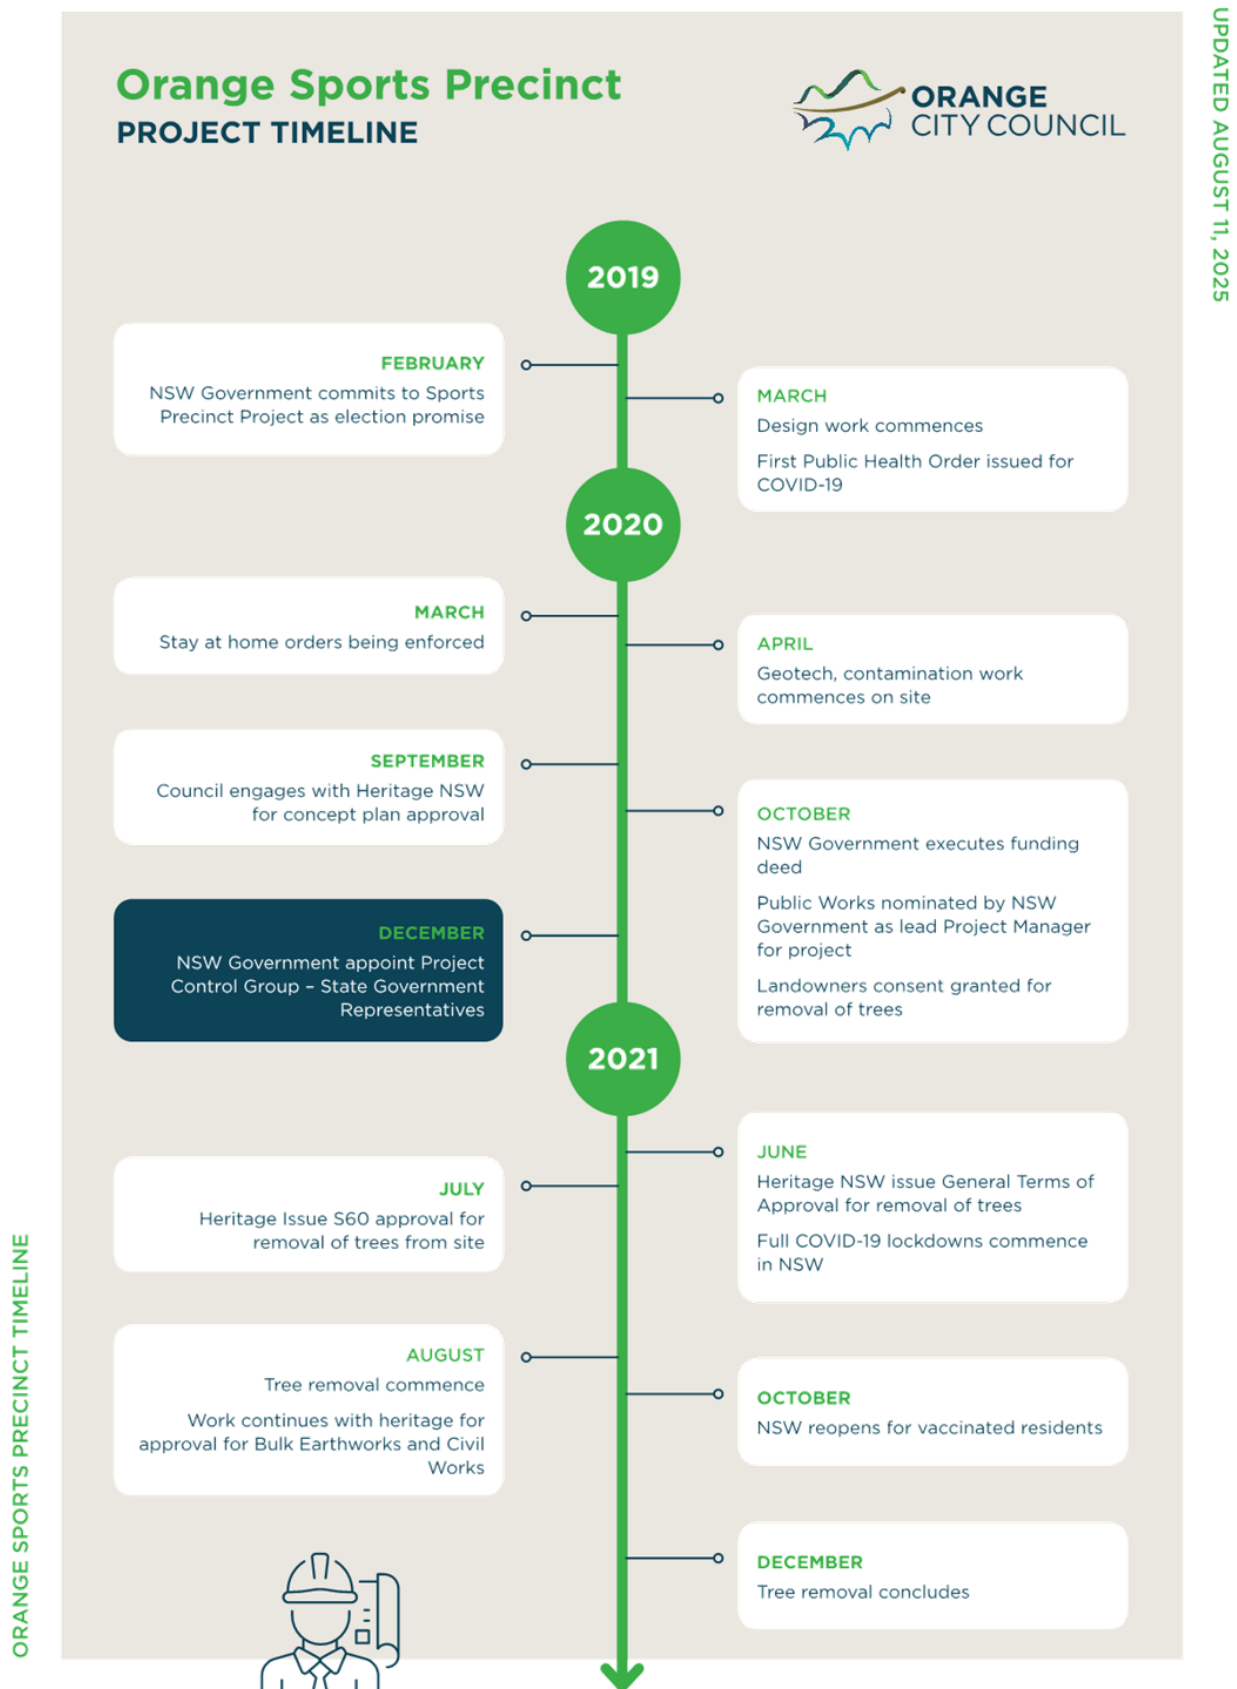 Orange Sports Precinct
PROJECT TIMELINE
ORANGE
CITY COUNCIL
UPDATED AUGUST 11, 2025
2019
FEBRUARY
NSW Government commits to Sports
Precinct Project as election promise
MARCH
Design work commences
First Public Health Order issued for
COVID-19
2020
MARCH
Stay at home orders being enforced
APRIL
Geotech, contamination work
commences on site
SEPTEMBER
Council engages with Heritage NSW
for concept plan approval
OCTOBER
NSW Government executes funding
deed
Public Works nominated by NSW
Government as lead Project Manager
for project
Landowners consent granted for
removal of trees
DECEMBER
NSW Government appoint Project
Control Group – State Government
Representatives
2021
JUNE
Heritage NSW issue General Terms of
Approval for removal of trees
Full COVID-19 lockdowns commence
in NSW
JULY
Heritage Issue S60 approval for
removal of trees from site
AUGUST
Tree removal commence
Work continues with heritage for
approval for Bulk Earthworks and Civil
Works
OCTOBER
NSW reopens for vaccinated residents
DECEMBER
Tree removal concludes
ORANGE SPORTS PRECINCT TIMELINE